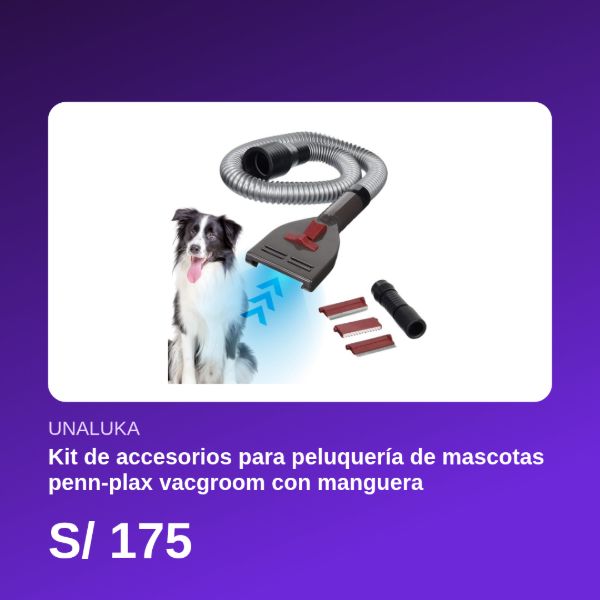 UNALUKA
Kit de accesorios para peluquería de mascotas
penn-plax vacgroom con manguera
S/ 175